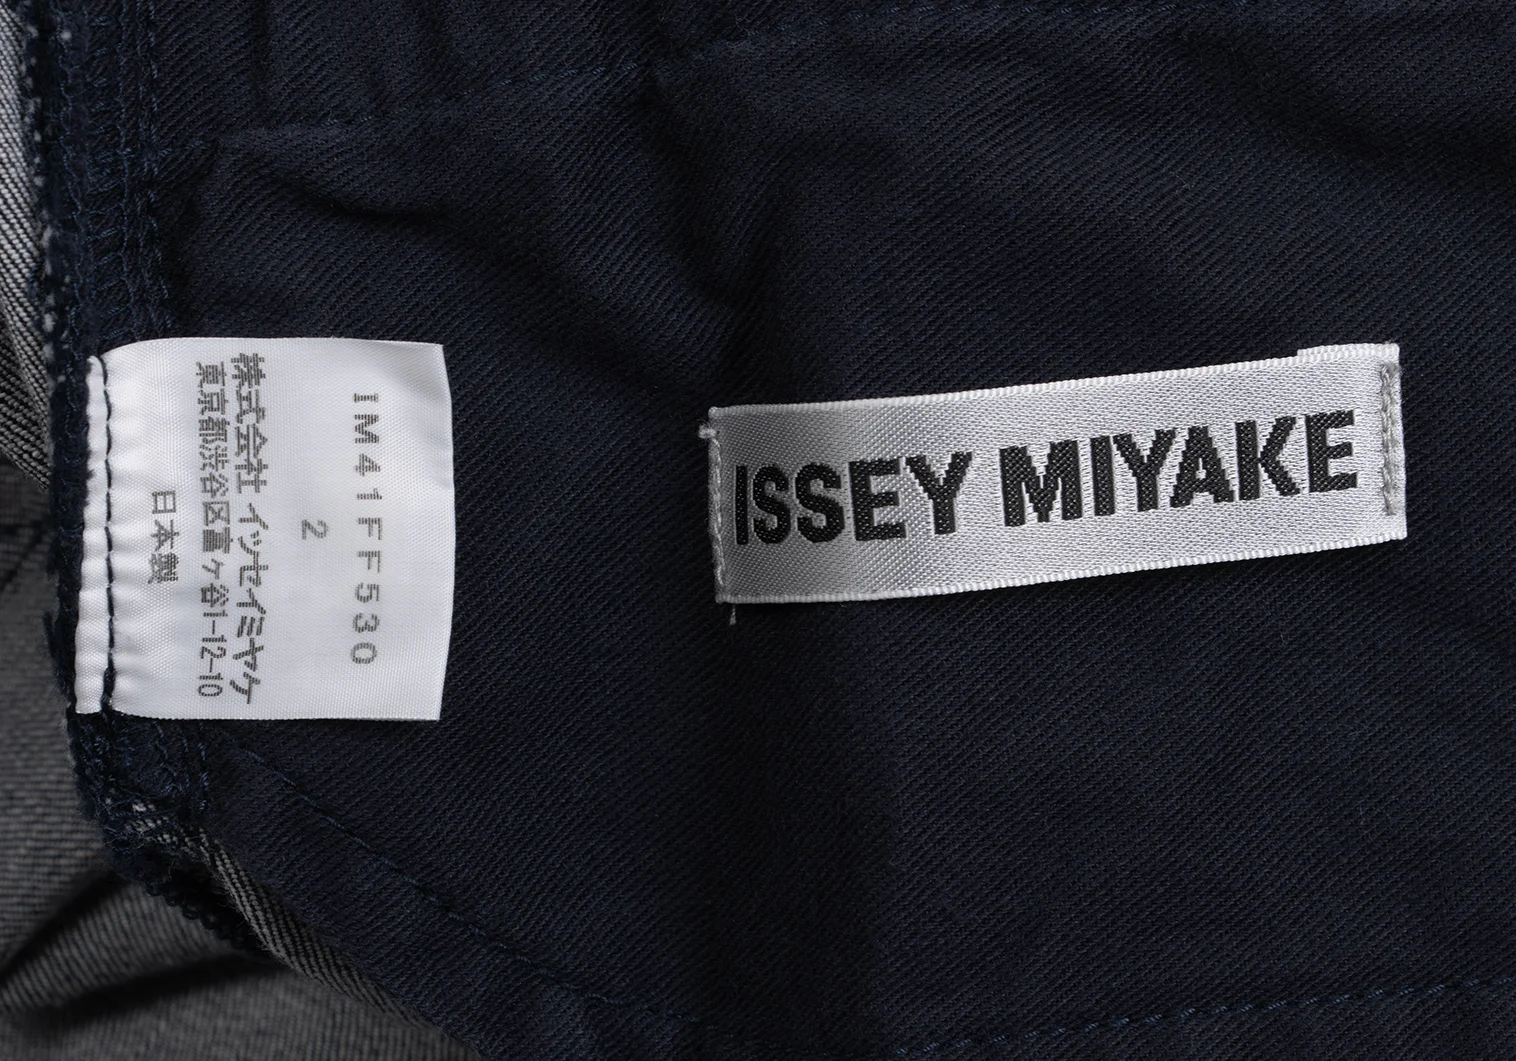 IM41FF530
2
株式会社 イッセイミヤケ
東京都渋谷区富ヶ谷1-12-10
日本製
ISSEY MIYAKE